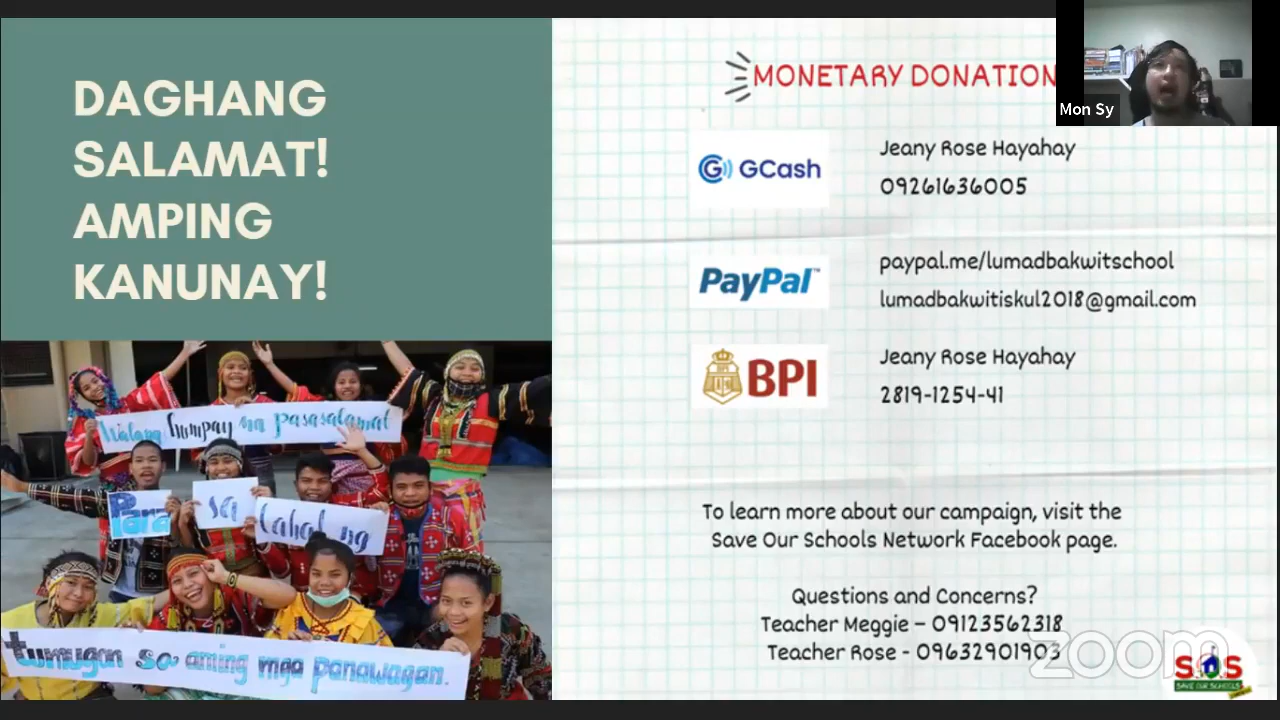 DAGHANG
SALAMAT!
AMPING
KANUNAY!
Walang humpay na pasasalamat
Para sa lahat ng
tumugon sa aming mga panawagan.
MONETARY DONATION
GCash
Jeany Rose Hayahay
09261636005
PayPal
paypal.me/lumadbakwitschool
lumadbakwitiskul2018@gmail.com
BPI
Jeany Rose Hayahay
2819-1254-41
To learn more about our campaign, visit the
Save Our Schools Network Facebook page.
Questions and Concerns?
Teacher Meggie – 09123562318
Teacher Rose - 09632901903
zoom
SOS
SAVE OUR SCHOOLS
Mon Sy